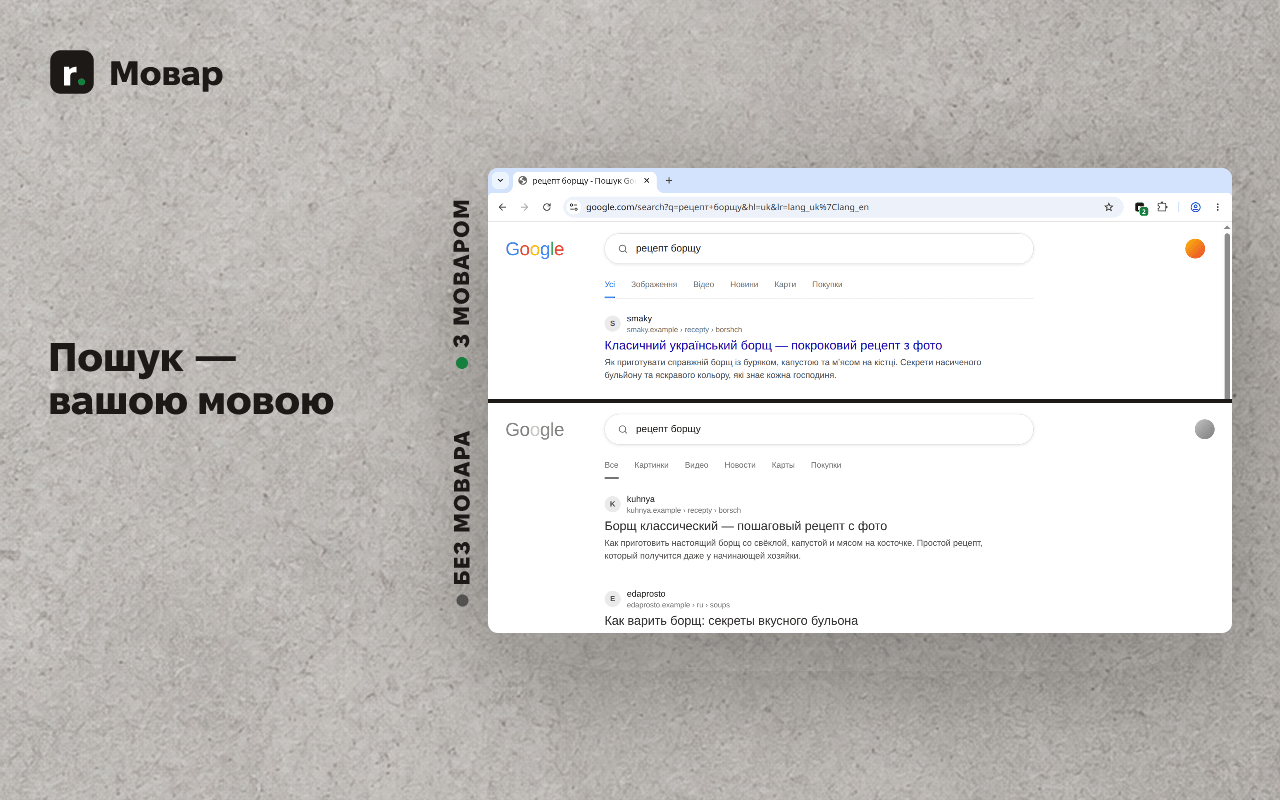 r.
Мовар
Пошук —
вашою мовою
З МОВАРОМ
БЕЗ МОВАРА
рецепт борщу - Пошук Go
google.com/search?q=рецепт+борщу&hl=uk&lr=lang_uk%7Clang_en
2
Google
рецепт борщу
Усі Зображення Відео Новини Карти Покупки
S
smaky
smaky.example › recepty › borshch
Класичний український борщ — покроковий рецепт з фото
Як приготувати справжній борщ із буряком, капустою та м'ясом на кістці. Секрети насиченого
бульйону та яскравого кольору, які знає кожна господиня.
Google
рецепт борщу
Все Картинки Видео Новости Карты Покупки
K
kuhnya
kuhnya.example › recepty › borsch
Борщ классический — пошаговый рецепт с фото
Как приготовить настоящий борщ со свёклой, капустой и мясом на косточке. Простой рецепт,
который получится даже у начинающей хозяйки.
E
edaprosto
edaprosto.example › ru › soups
Как варить борщ: секреты вкусного бульона